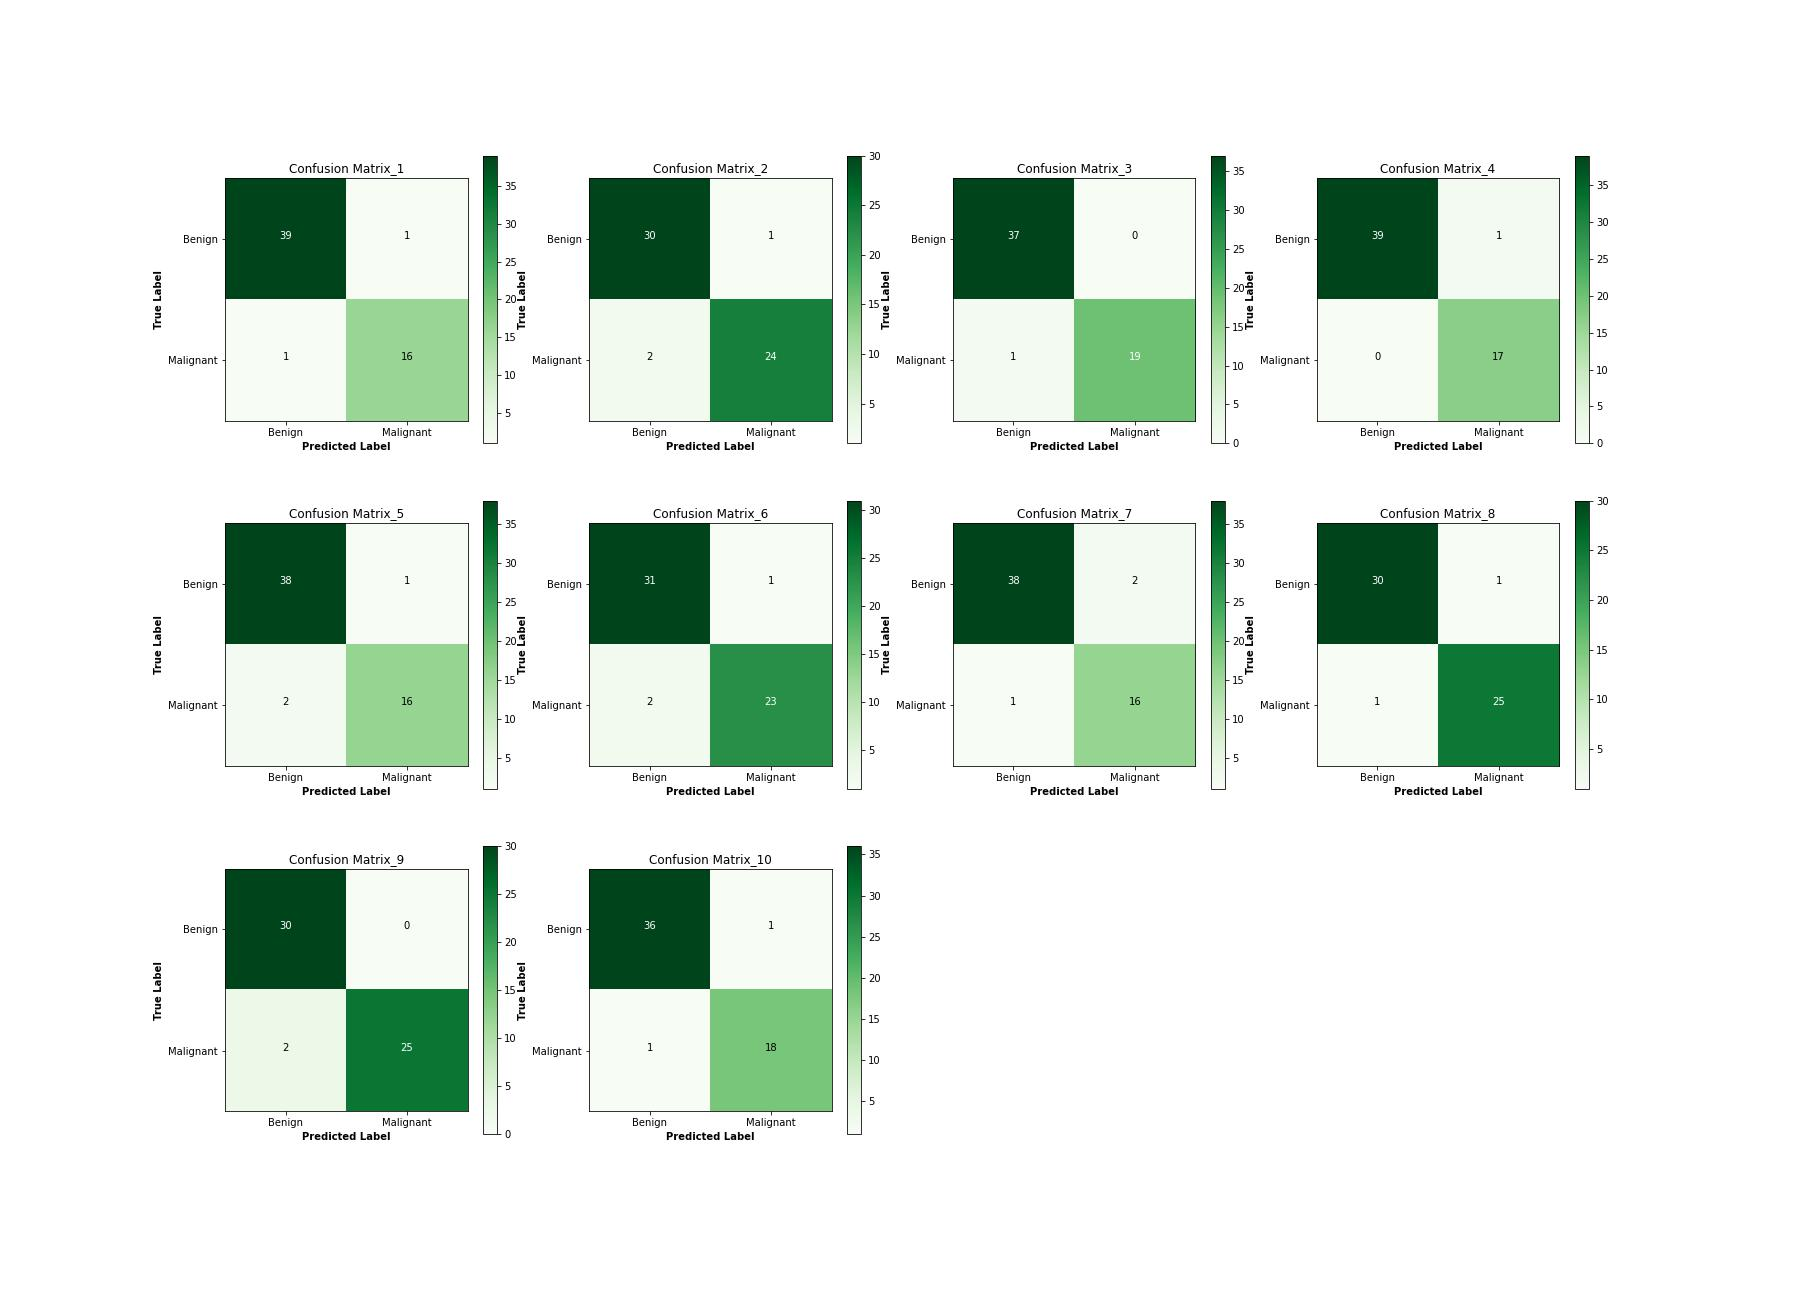 Confusion Matrix_1
39 1
1 16
Benign
Malignant
True Label
Benign Malignant
Predicted Label
35
30
25
20
15
10
5
Confusion Matrix_2
30 1
2 24
Benign
Malignant
True Label
Benign Malignant
Predicted Label
30
25
20
15
10
5
Confusion Matrix_3
37 0
1 19
Benign
Malignant
True Label
Benign Malignant
Predicted Label
35
30
25
20
15
10
5
0
Confusion Matrix_4
39 1
0 17
Benign
Malignant
True Label
Benign Malignant
Predicted Label
35
30
25
20
15
10
5
0
Confusion Matrix_5
38 1
2 16
Benign
Malignant
True Label
Benign Malignant
Predicted Label
35
30
25
20
15
10
5
Confusion Matrix_6
31 1
2 23
Benign
Malignant
True Label
Benign Malignant
Predicted Label
30
25
20
15
10
5
Confusion Matrix_7
38 2
1 16
Benign
Malignant
True Label
Benign Malignant
Predicted Label
35
30
25
20
15
10
5
Confusion Matrix_8
30 1
1 25
Benign
Malignant
True Label
Benign Malignant
Predicted Label
30
25
20
15
10
5
Confusion Matrix_9
30 0
2 25
Benign
Malignant
True Label
Benign Malignant
Predicted Label
30
25
20
15
10
5
0
Confusion Matrix_10
36 1
1 18
Benign
Malignant
True Label
Benign Malignant
Predicted Label
35
30
25
20
15
10
5